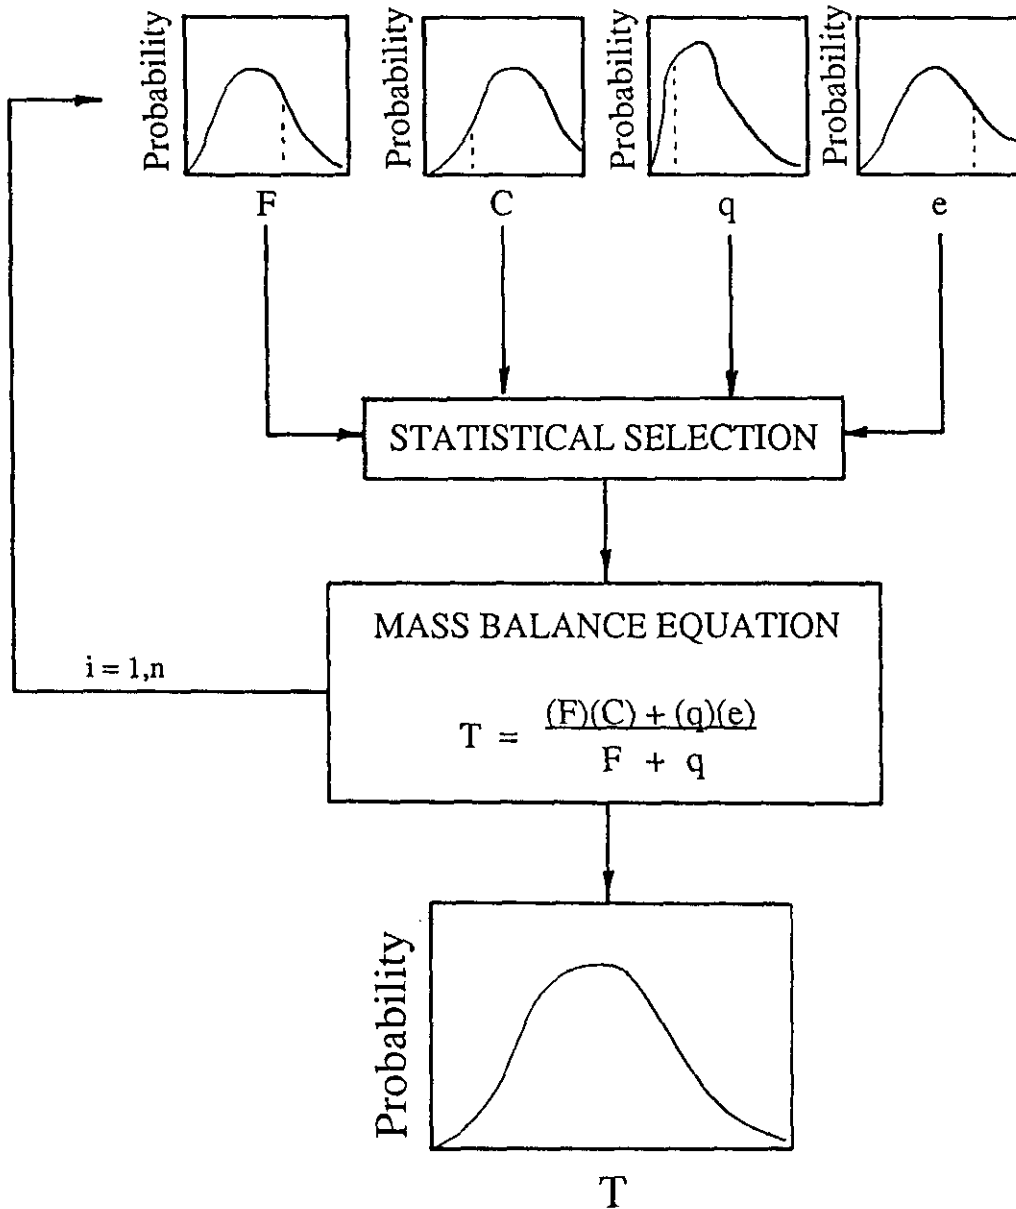 Probability
Probability
Probability
Probability
F
C
q
e
STATISTICAL SELECTION
MASS BALANCE EQUATION
i = 1,n
T = (F)(C) + (q)(e)
F + q
Probability
T